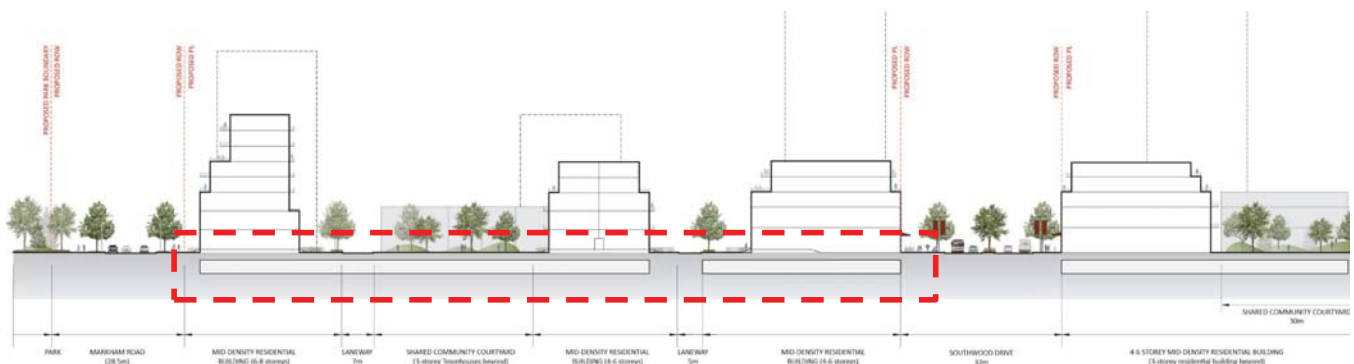 PROPOSED PARK BOUNDARY
PROPOSED ROW
PROPOSED ROW
PROPOSED PL
PROPOSED PL
PROPOSED ROW
PROPOSED ROW
PROPOSED PL
SHARED COMMUNITY COURTYARD
30m
PARK
MARKHAM ROAD
(28.5m)
MID-DENSITY RESIDENTIAL
BUILDING (6-8 storeys)
LANEWAY
7m
SHARED COMMUNITY COURTYARD
(3-storey Townhouses beyond)
MID-DENSITY RESIDENTIAL
BUILDING (4-6 storeys)
LANEWAY
5m
MID-DENSITY RESIDENTIAL
BUILDING (4-6 storeys)
SOUTHWOOD DRIVE
4-6 STOREY MID-DENSITY RESIDENTIAL BUILDING
(3-storey residential building beyond)